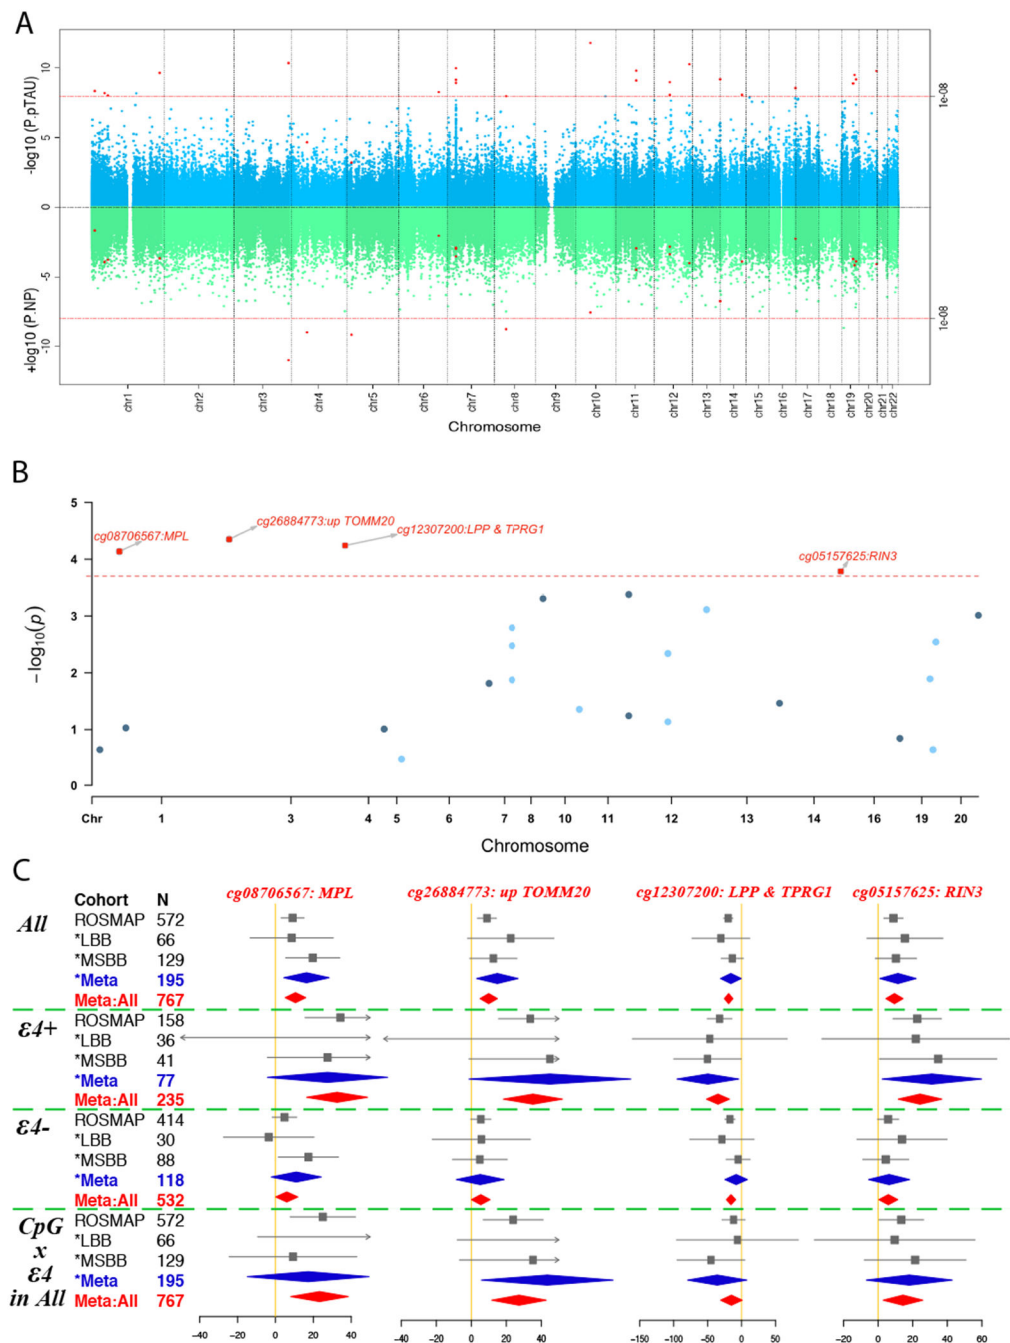 A
-log10 (P.pTAU)
+log10 (P.NP)
10
5
0
-5
-10
1e-08
1e-08
chr1 chr2 chr3 chr4 chr5 chr6 chr7 chr8 chr9 chr10 chr11 chr12 chr13 chr14 chr15 chr16 chr17 chr18 chr19 chr20 chr21 chr22
Chromosome
B
−log10(p)
5
4
3
2
1
0
cg08706567:MPL
cg26884773:up TOMM20
cg12307200:LPP & TPRG1
cg05157625:RIN3
Chr 1 3 4 5 6 7 8 10 11 12 13 14 16 19 20
Chromosome
C
Cohort N cg08706567: MPL cg26884773: up TOMM20 cg12307200: LPP & TPRG1 cg05157625: RIN3
All
ROSMAP 572
*LBB 66
*MSBB 129
*Meta 195
Meta:All 767
ε4+
ROSMAP 158
*LBB 36
*MSBB 41
*Meta 77
Meta:All 235
ε4-
ROSMAP 414
*LBB 30
*MSBB 88
*Meta 118
Meta:All 532
CpG
x
ε4
in All
ROSMAP 572
*LBB 66
*MSBB 129
*Meta 195
Meta:All 767
-40 -20 0 20 40
-40 -20 0 20 40
-150 -100 -50 0 50
-40 -20 0 20 40 60